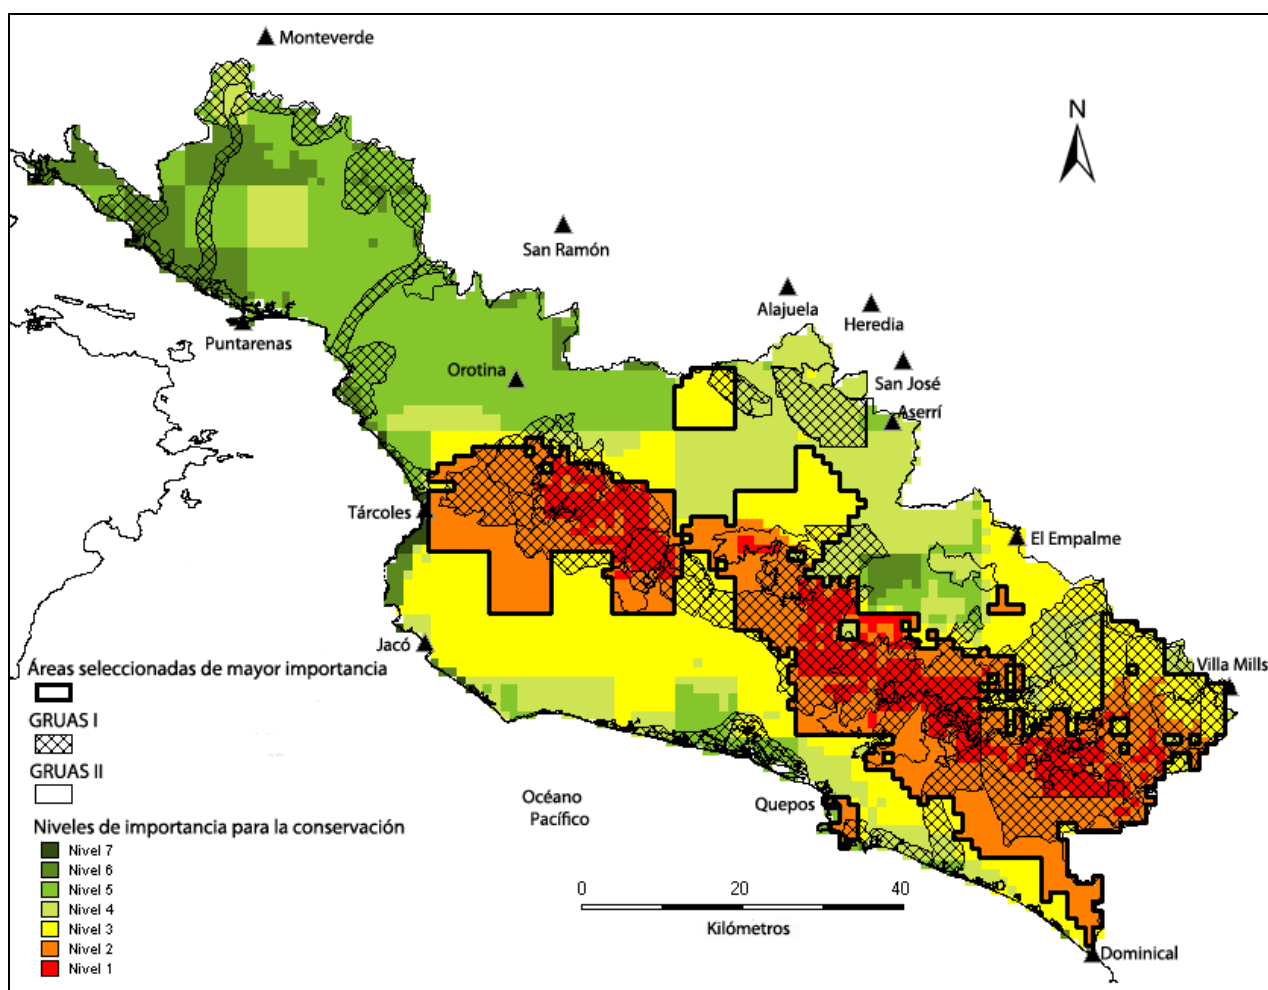 Monteverde
N
San Ramón
Alajuela
Heredia
Puntarenas
San José
Orotina
Aserrí
Tárcoles
El Empalme
Jacó
Villa Mills
Áreas seleccionadas de mayor importancia
GRUAS I
GRUAS II
Océano
Pacífico
Quepos
Niveles de importancia para la conservación
Nivel 7
Nivel 6
Nivel 5
Nivel 4
Nivel 3
Nivel 2
Nivel 1
0 20 40
Kilómetros
Dominical